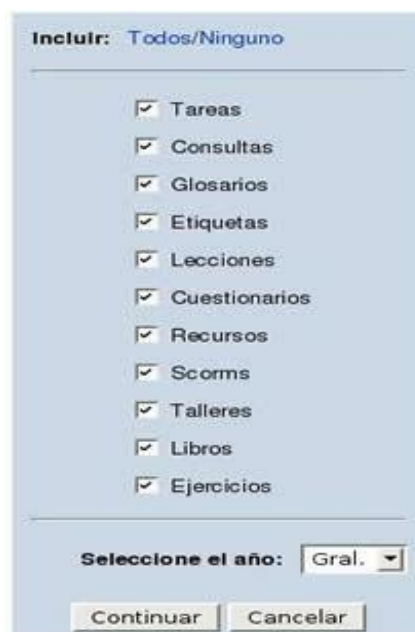 Incluir: Todos/Ninguno
Tareas
Consultas
Glosarios
Etiquetas
Lecciones
Cuestionarios
Recursos
Scorms
Talleres
Libros
Ejercicios
Seleccione el año: Gral.
Continuar Cancelar